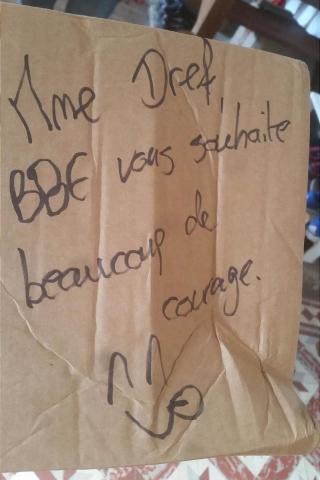 Mme Dref,
BBE vous souhaite
beaucoup de
courage.